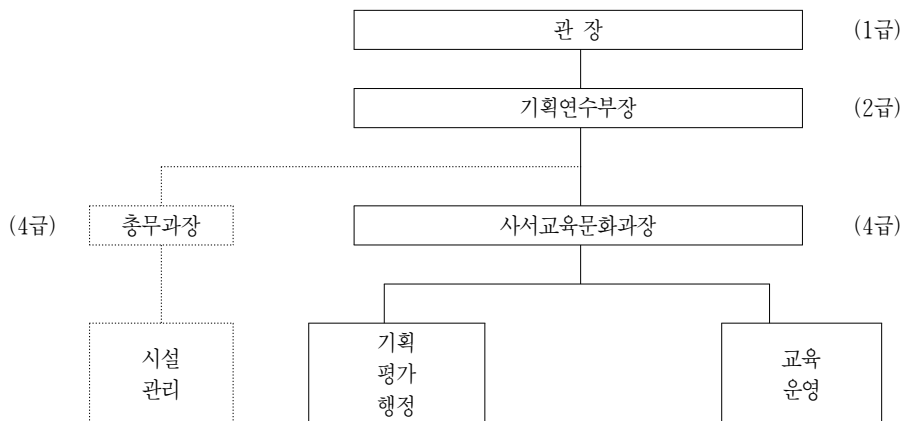 관 장 (1급)
기획연수부장 (2급)
(4급) 총무과장 사서교육문화과장 (4급)
시설
관리
기획
평가
행정
교육
운영